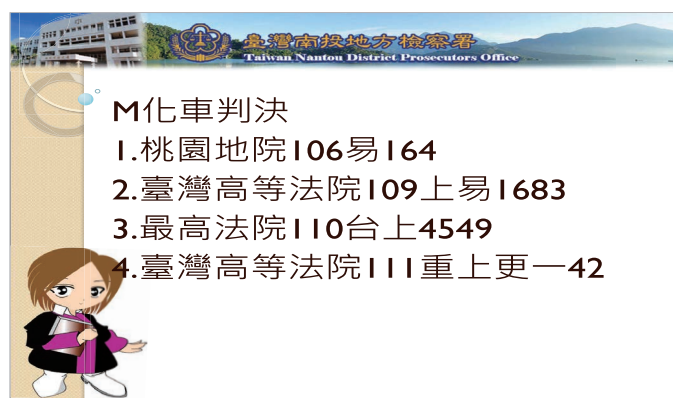 臺灣南投地方檢察署
Taiwan Nantou District Prosecutors Office
M化車判決
1.桃園地院106易164
2.臺灣高等法院109上易1683
3.最高法院110台上4549
4.臺灣高等法院111重上更一42